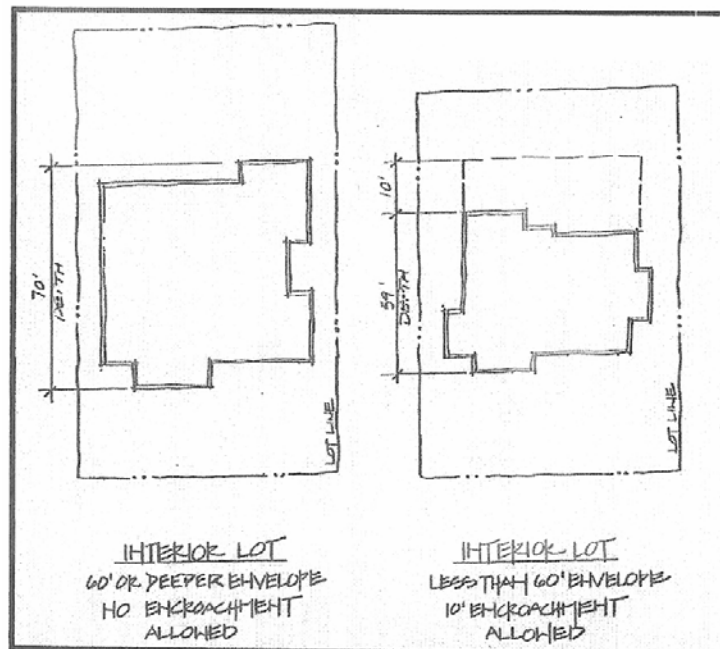 70'
DEPTH
LOT LINE
INTERIOR LOT
60' OR DEEPER ENVELOPE
NO ENCROACHMENT
ALLOWED
10'
59'
DEPTH
LOT LINE
INTERIOR LOT
LESS THAN 60' ENVELOPE
10' ENCROACHMENT
ALLOWED